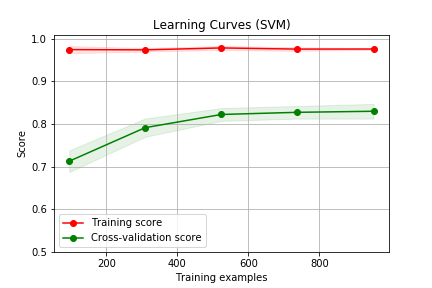 Learning Curves (SVM)
1.0
0.9
0.8
0.7
0.6
0.5
Score
Training score
Cross-validation score
200
400
600
800
Training examples